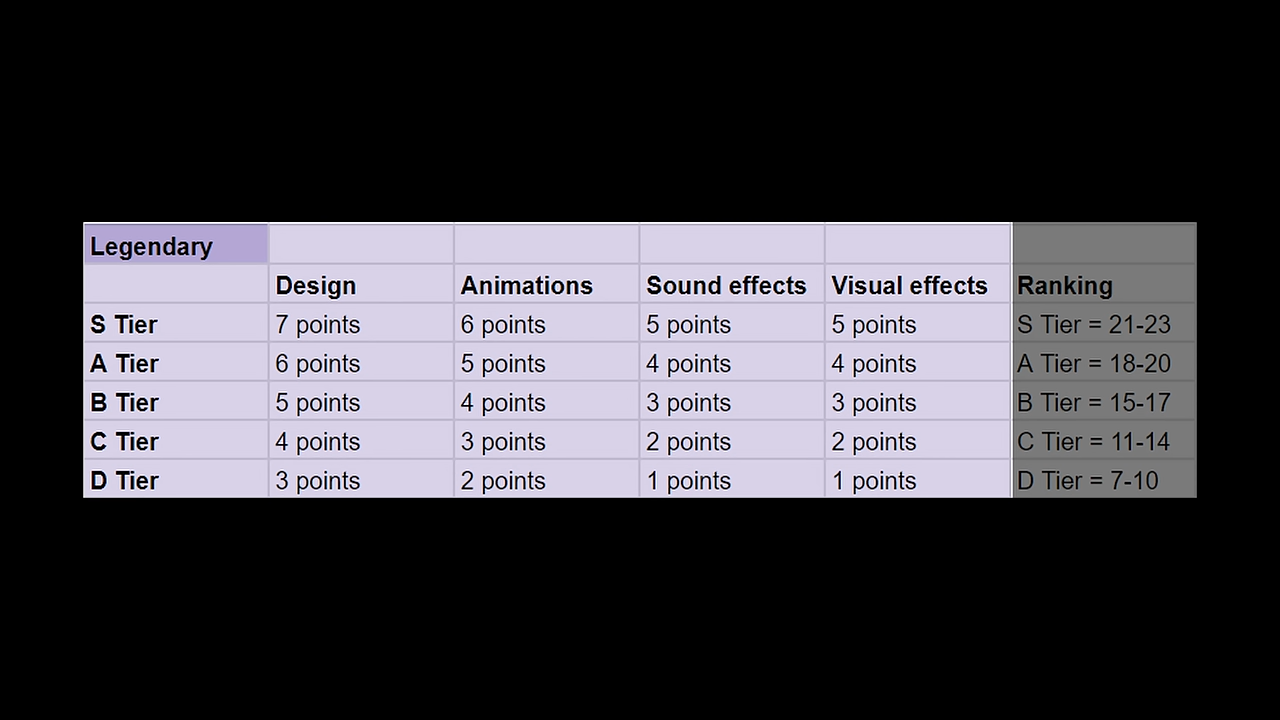 Legendary
Design Animations Sound effects Visual effects Ranking
S Tier 7 points 6 points 5 points 5 points S Tier = 21-23
A Tier 6 points 5 points 4 points 4 points A Tier = 18-20
B Tier 5 points 4 points 3 points 3 points B Tier = 15-17
C Tier 4 points 3 points 2 points 2 points C Tier = 11-14
D Tier 3 points 2 points 1 points 1 points D Tier = 7-10